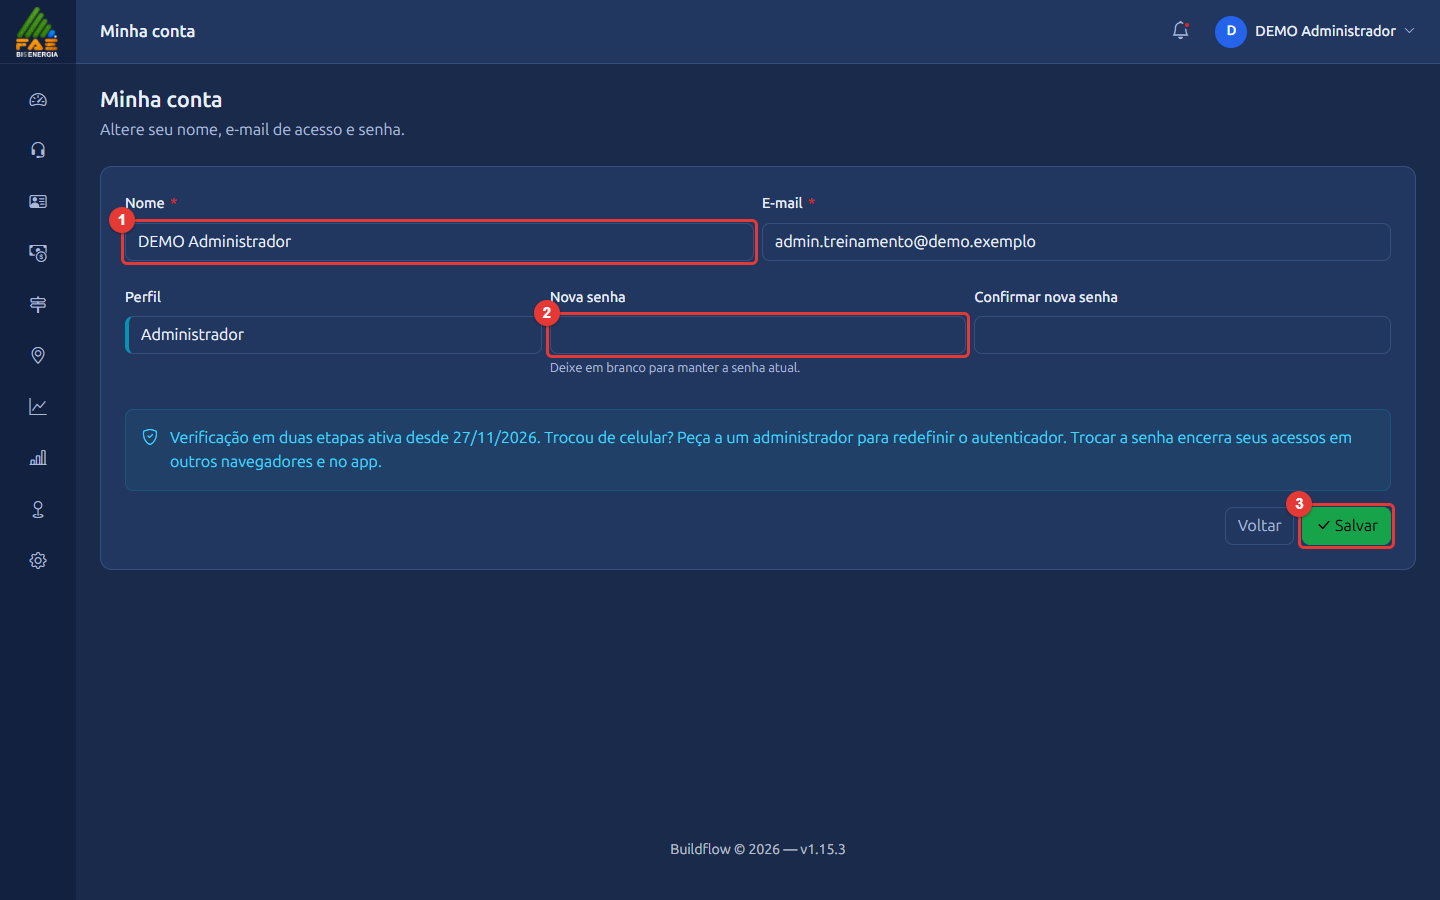 FAE
BIOENERGIA
Minha conta
D
DEMO Administrador
Minha conta
Altere seu nome, e-mail de acesso e senha.
Nome *
E-mail *
1
DEMO Administrador
admin.treinamento@demo.exemplo
Perfil
Nova senha
Confirmar nova senha
2
Administrador
Deixe em branco para manter a senha atual.
Verificação em duas etapas ativa desde 27/11/2026. Trocou de celular? Peça a um administrador para redefinir o autenticador. Trocar a senha encerra seus acessos em
outros navegadores e no app.
3
Voltar
Salvar
Buildflow © 2026 — v1.15.3